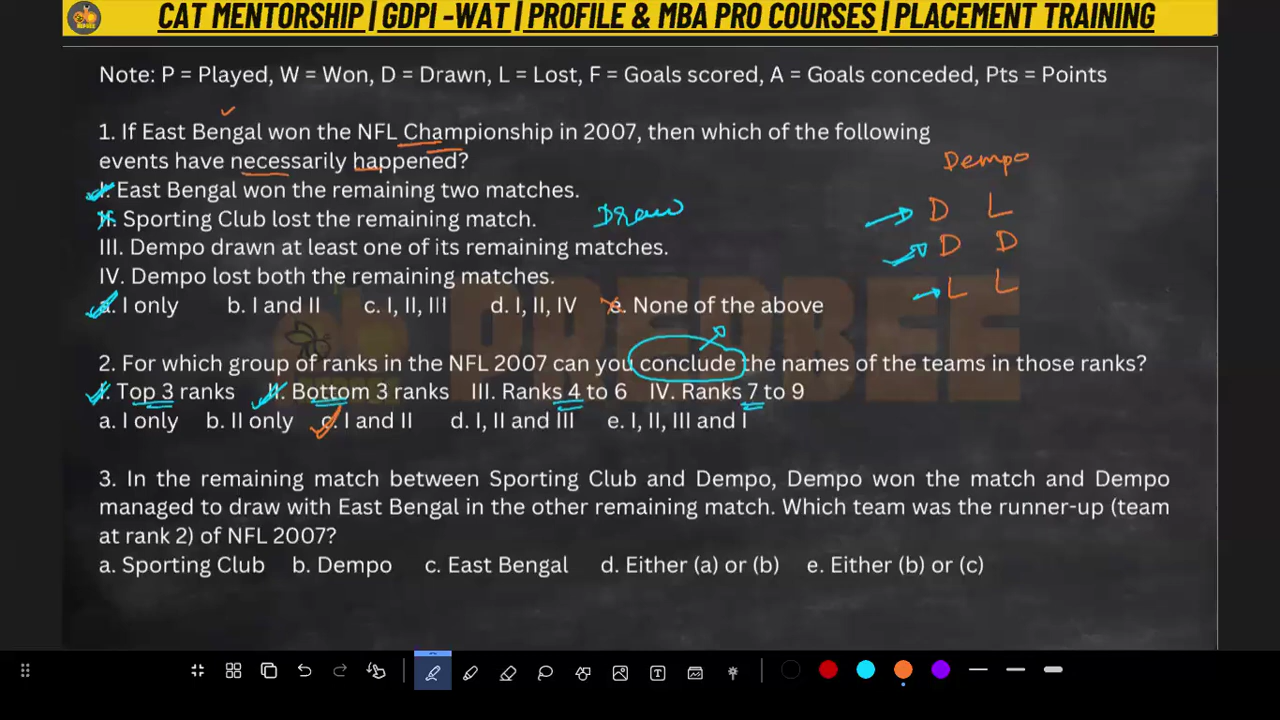 CAT MENTORSHIP | GDPI -WAT | PROFILE & MBA PRO COURSES | PLACEMENT TRAINING
Note: P = Played, W = Won, D = Drawn, L = Lost, F = Goals scored, A = Goals conceded, Pts = Points
1. If East Bengal won the NFL Championship in 2007, then which of the following
events have necessarily happened?
Dempo
I. East Bengal won the remaining two matches.
II. Sporting Club lost the remaining match.
Draw
D L
III. Dempo drawn at least one of its remaining matches.
D D
IV. Dempo lost both the remaining matches.
L L
a. I only b. I and II c. I, II, III d. I, II, IV e. None of the above
PREPBEE
2. For which group of ranks in the NFL 2007 can you conclude the names of the teams in those ranks?
I. Top 3 ranks II. Bottom 3 ranks III. Ranks 4 to 6 IV. Ranks 7 to 9
a. I only b. II only c. I and II d. I, II and III e. I, II, III and I
3. In the remaining match between Sporting Club and Dempo, Dempo won the match and Dempo
managed to draw with East Bengal in the other remaining match. Which team was the runner-up (team
at rank 2) of NFL 2007?
a. Sporting Club b. Dempo c. East Bengal d. Either (a) or (b) e. Either (b) or (c)